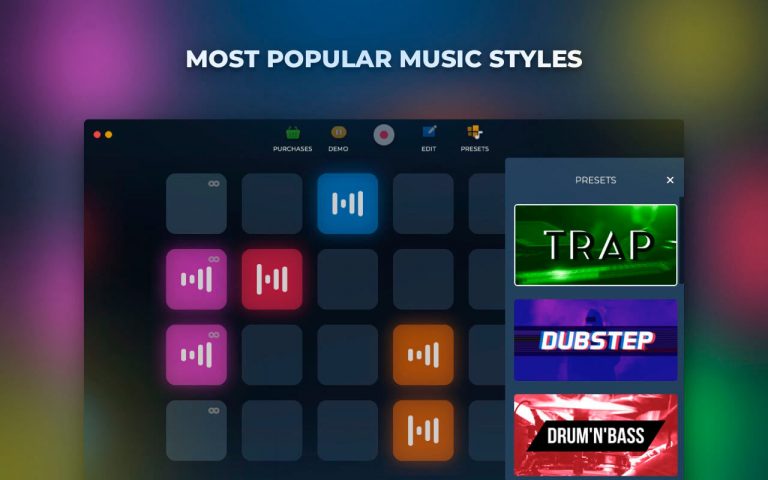 MOST POPULAR MUSIC STYLES
PURCHASES
DEMO
EDIT
PRESETS
PRESETS
TRAP
DUBSTEP
DRUM'N'BASS